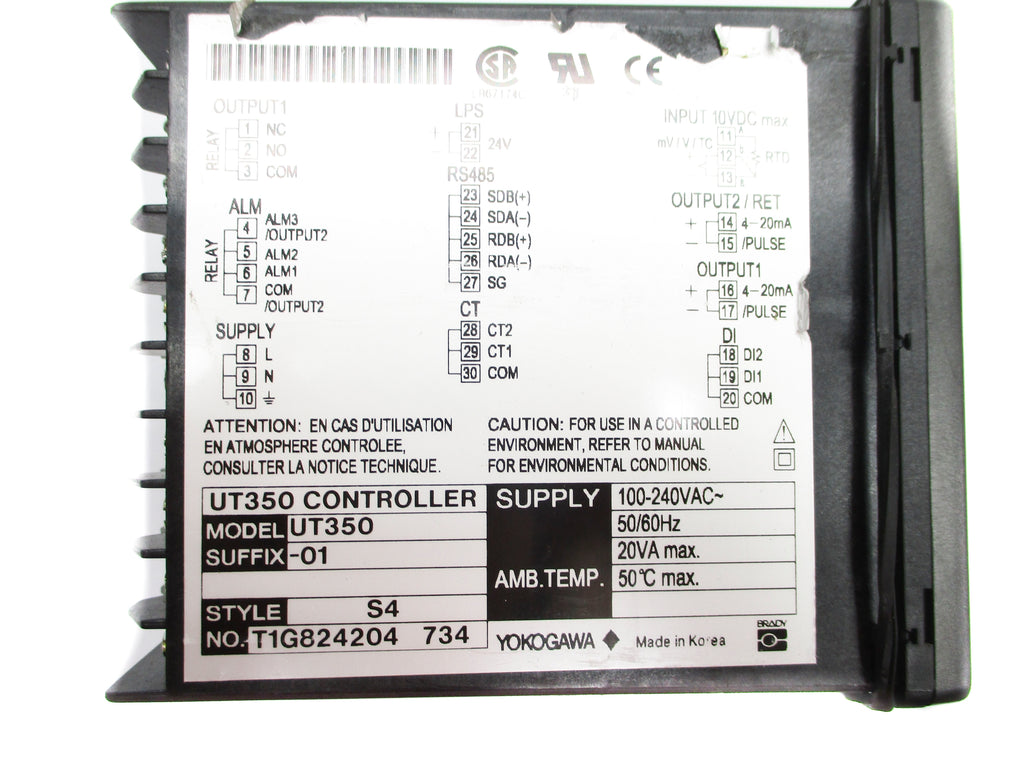 CE
OUTPUT1
RELAY
1 NC
2 NO
3 COM
ALM
RELAY
4 ALM3
/OUTPUT2
5 ALM2
6 ALM1
7 COM
/OUTPUT2
SUPPLY
8 L
9 N
10
LPS
+ 21
- 22
24V
RS485
23 SDB(+)
24 SDA(-)
25 RDB(+)
26 RDA(-)
27 SG
CT
28 CT2
29 CT1
30 COM
INPUT 10VDC max
mV/V/TC
11 A
12 B
13 B
RTD
OUTPUT2 / RET
+ 14 4-20mA
- 15 /PULSE
OUTPUT1
+ 16 4-20mA
- 17 /PULSE
DI
18 DI2
19 DI1
20 COM
ATTENTION: EN CAS D'UTILISATION
EN ATMOSPHERE CONTROLEE,
CONSULTER LA NOTICE TECHNIQUE.
CAUTION: FOR USE IN A CONTROLLED
ENVIRONMENT, REFER TO MANUAL
FOR ENVIRONMENTAL CONDITIONS.
UT350 CONTROLLER
MODEL UT350
SUFFIX -01
STYLE S4
NO. T1G824204 734
SUPPLY 100-240VAC~
50/60Hz
20VA max.
AMB.TEMP. 50°C max.
YOKOGAWA
Made in Korea
BRADY